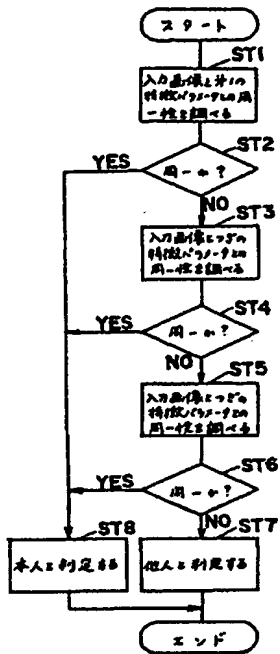 スタート
ST1
入力画像と第1の
特徴パラメータとの同
一性を調べる
ST2
同一か?
YES
NO
ST3
入力画像とつぎの
特徴パラメータとの
同一性を調べる
ST4
同一か?
YES
NO
ST5
入力画像とつぎの
特徴パラメータとの
同一性を調べる
ST6
同一か?
YES
NO
ST8
ST7
本人と判定する
他人と判定する
エンド